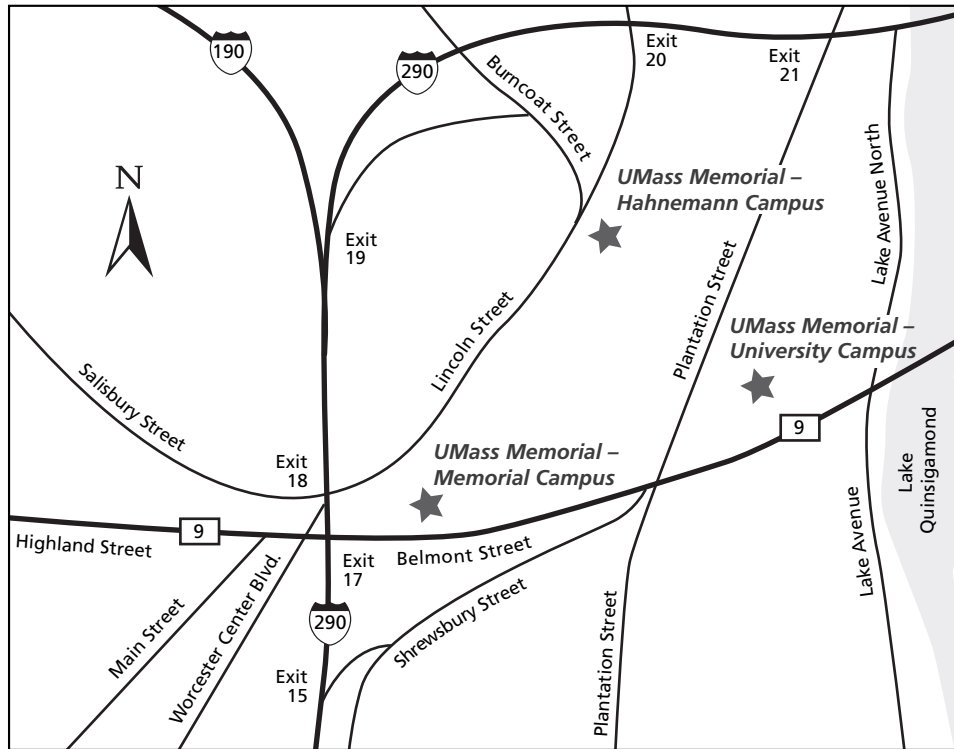 190
290
Exit
20
Exit
21
Burncoat Street
N
UMass Memorial –
Hahnemann Campus
Lake Avenue North
Exit
19
Plantation Street
Lincoln Street
UMass Memorial –
University Campus
Salisbury Street
9
UMass Memorial –
Memorial Campus
Exit
18
Lake
Quinsigamond
9
Highland Street
Belmont Street
Exit
17
Lake Avenue
Main Street
Worcester Center Blvd.
290
Shrewsbury Street
Plantation Street
Exit
15